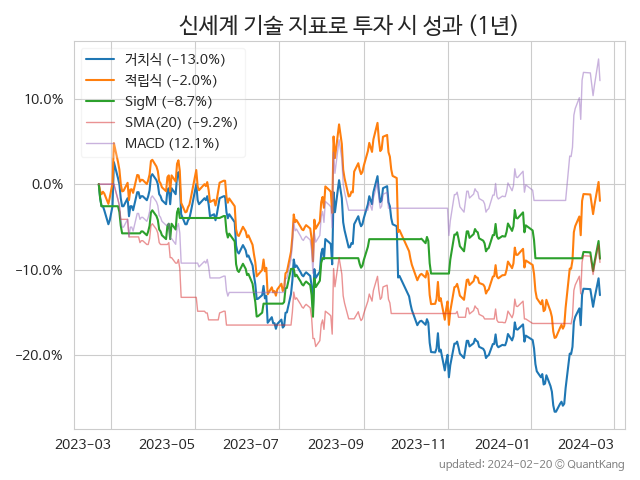 신세계 기술 지표로 투자 시 성과 (1년)
거치식 (−13.0%)
적립식 (−2.0%)
SigM (−8.7%)
SMA(20) (−9.2%)
MACD (12.1%)
10.0%
0.0%
−10.0%
−20.0%
2023-03 2023-05 2023-07 2023-09 2023-11 2024-01 2024-03
updated: 2024-02-20 © QuantKang